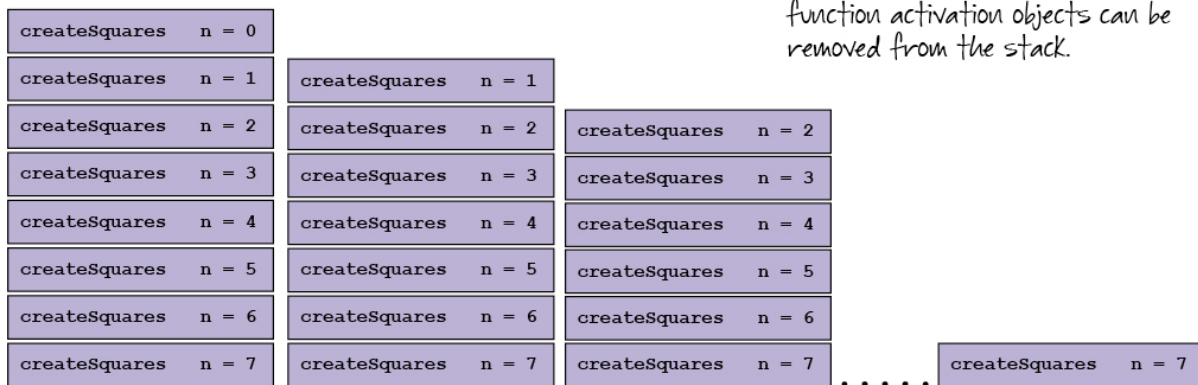 function activation objects can be
removed from the stack.
createSquares n = 0
createSquares n = 1
createSquares n = 2
createSquares n = 3
createSquares n = 4
createSquares n = 5
createSquares n = 6
createSquares n = 7
createSquares n = 1
createSquares n = 2
createSquares n = 3
createSquares n = 4
createSquares n = 5
createSquares n = 6
createSquares n = 7
createSquares n = 2
createSquares n = 3
createSquares n = 4
createSquares n = 5
createSquares n = 6
createSquares n = 7
.....
createSquares n = 7